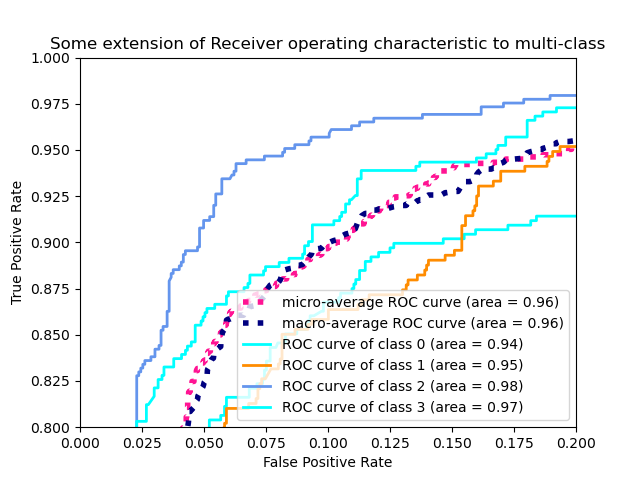 Some extension of Receiver operating characteristic to multi-class
1.000
0.975
0.950
0.925
0.900
0.875
0.850
0.825
0.800
True Positive Rate
micro-average ROC curve (area = 0.96)
macro-average ROC curve (area = 0.96)
ROC curve of class 0 (area = 0.94)
ROC curve of class 1 (area = 0.95)
ROC curve of class 2 (area = 0.98)
ROC curve of class 3 (area = 0.97)
0.000 0.025 0.050 0.075 0.100 0.125 0.150 0.175 0.200
False Positive Rate